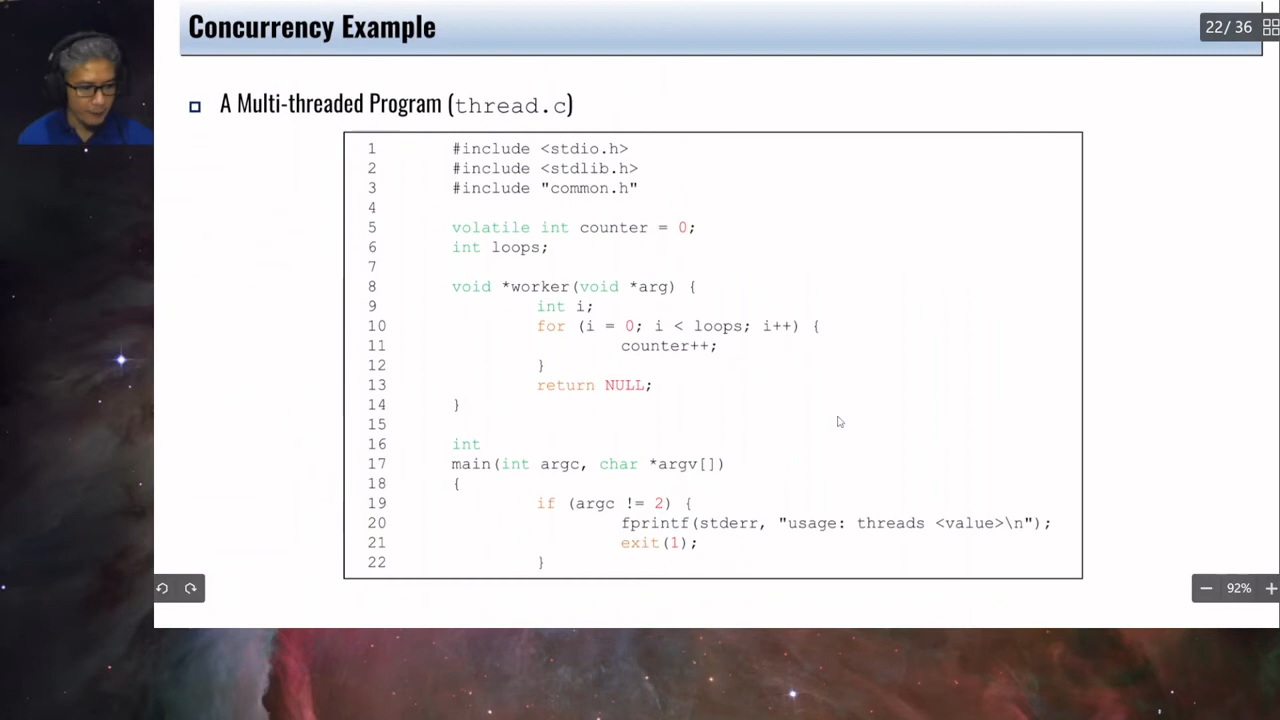 Concurrency Example
22/ 36
A Multi-threaded Program (thread.c)
1 #include <stdio.h>
2 #include <stdlib.h>
3 #include "common.h"
4
5 volatile int counter = 0;
6 int loops;
7
8 void *worker(void *arg) {
9 int i;
10 for (i = 0; i < loops; i++) {
11 counter++;
12 }
13 return NULL;
14 }
15
16 int
17 main(int argc, char *argv[])
18 {
19 if (argc != 2) {
20 fprintf(stderr, "usage: threads <value>\n");
21 exit(1);
22 }
92%